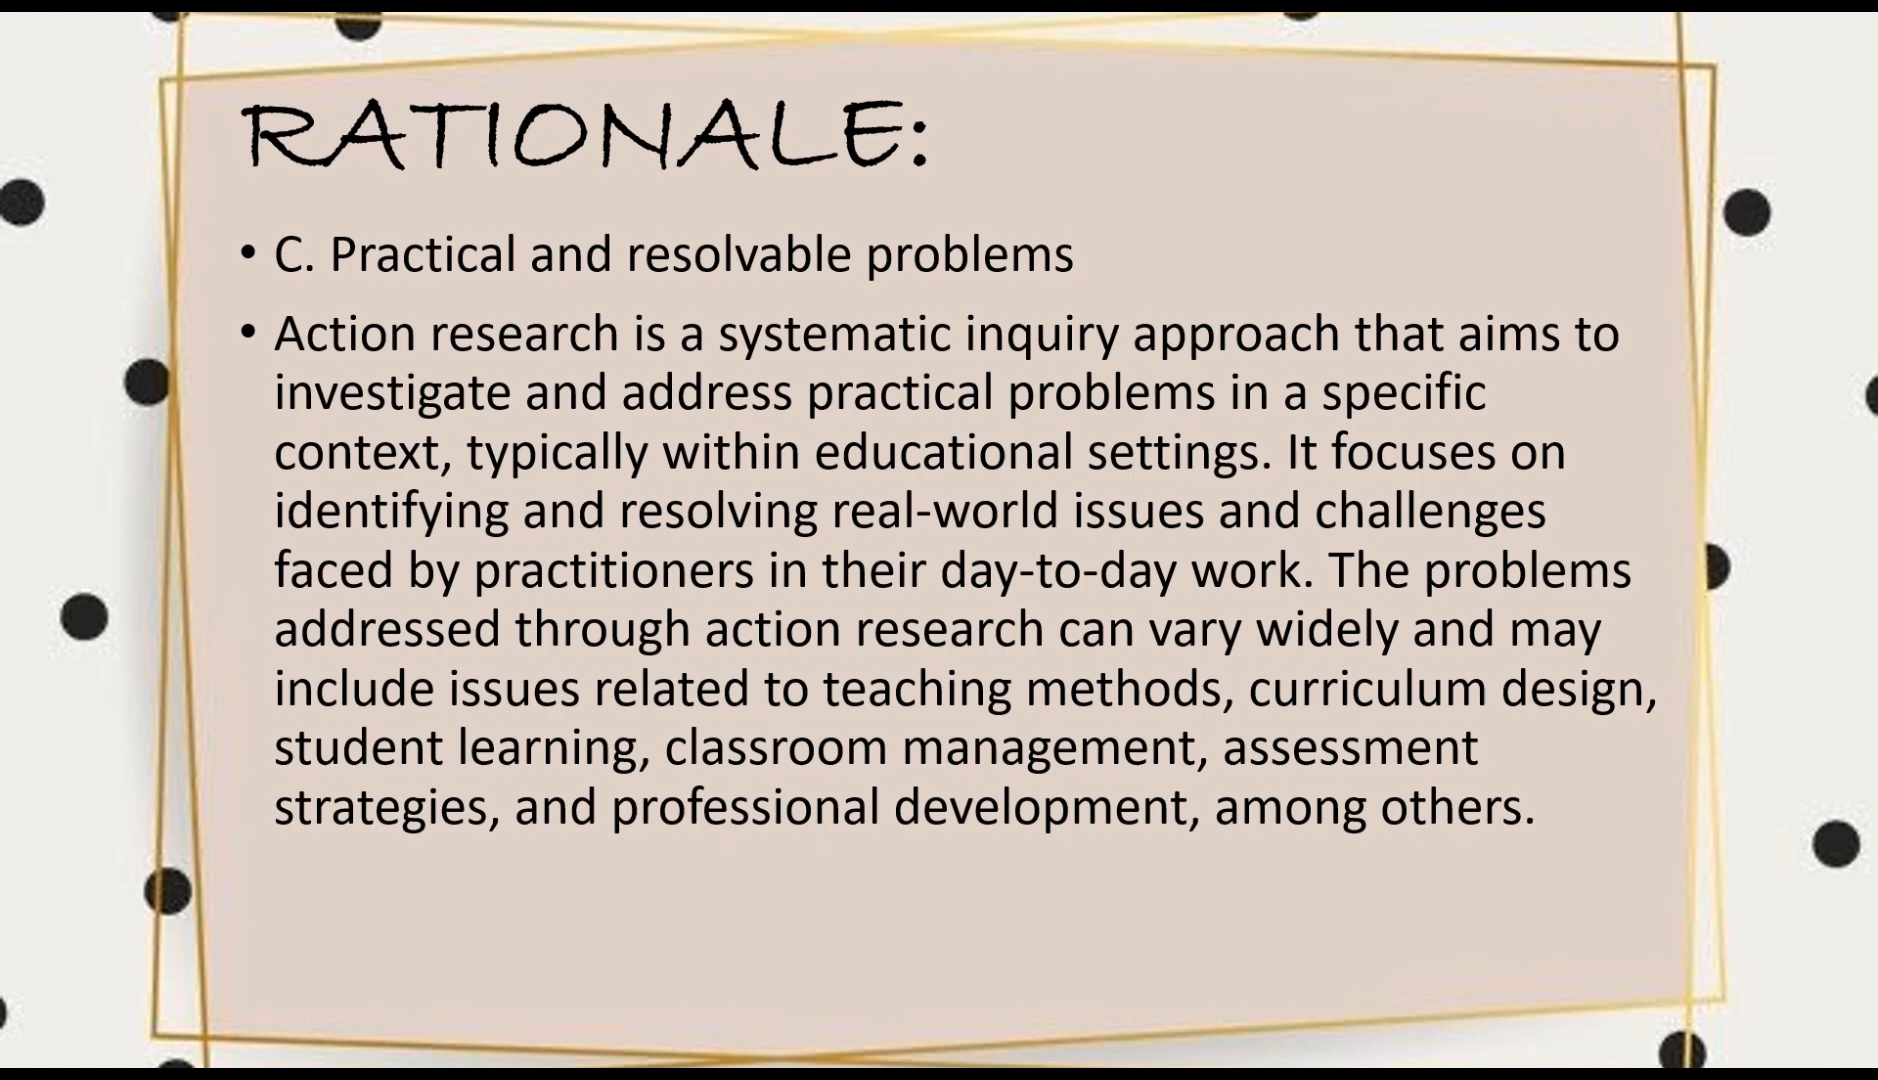 RATIONALE:
• C. Practical and resolvable problems
• Action research is a systematic inquiry approach that aims to
investigate and address practical problems in a specific
context, typically within educational settings. It focuses on
identifying and resolving real-world issues and challenges
faced by practitioners in their day-to-day work. The problems
addressed through action research can vary widely and may
include issues related to teaching methods, curriculum design,
student learning, classroom management, assessment
strategies, and professional development, among others.